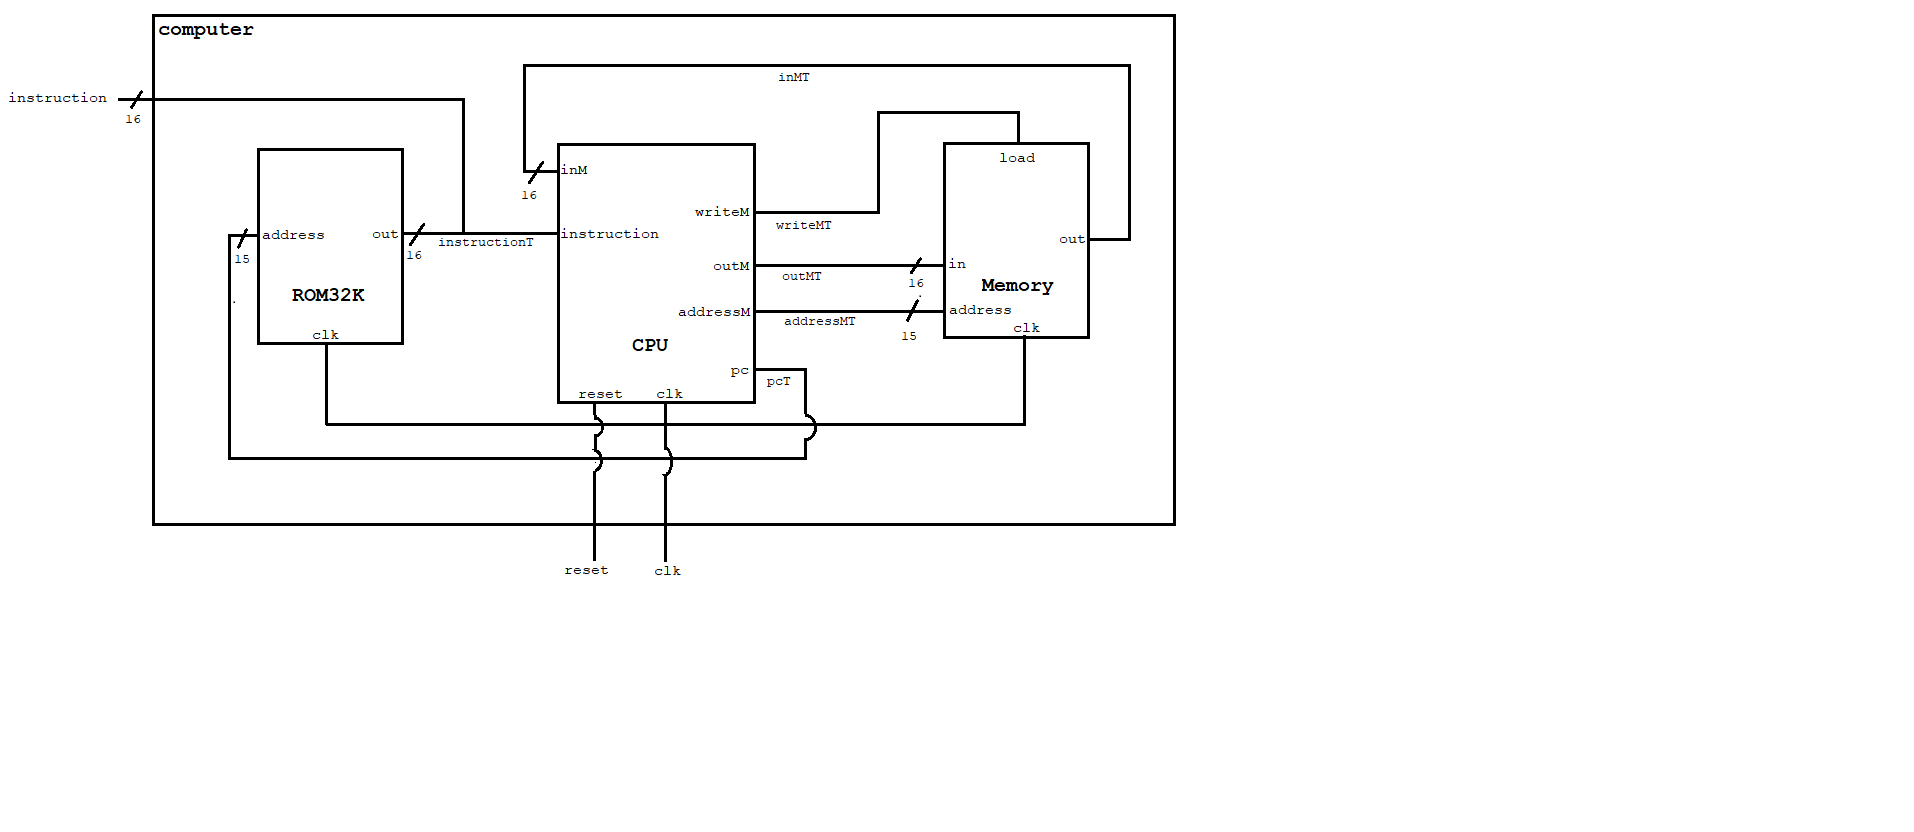 computer
inMT
instruction
16
load
inM
16
writeM
writeMT
address
out
instruction
instructionT
out
15
16
outM
outMT
in
16
Memory
ROM32K
addressM
addressMT
address
15
clk
clk
CPU
pc
pcT
reset
clk
reset
clk